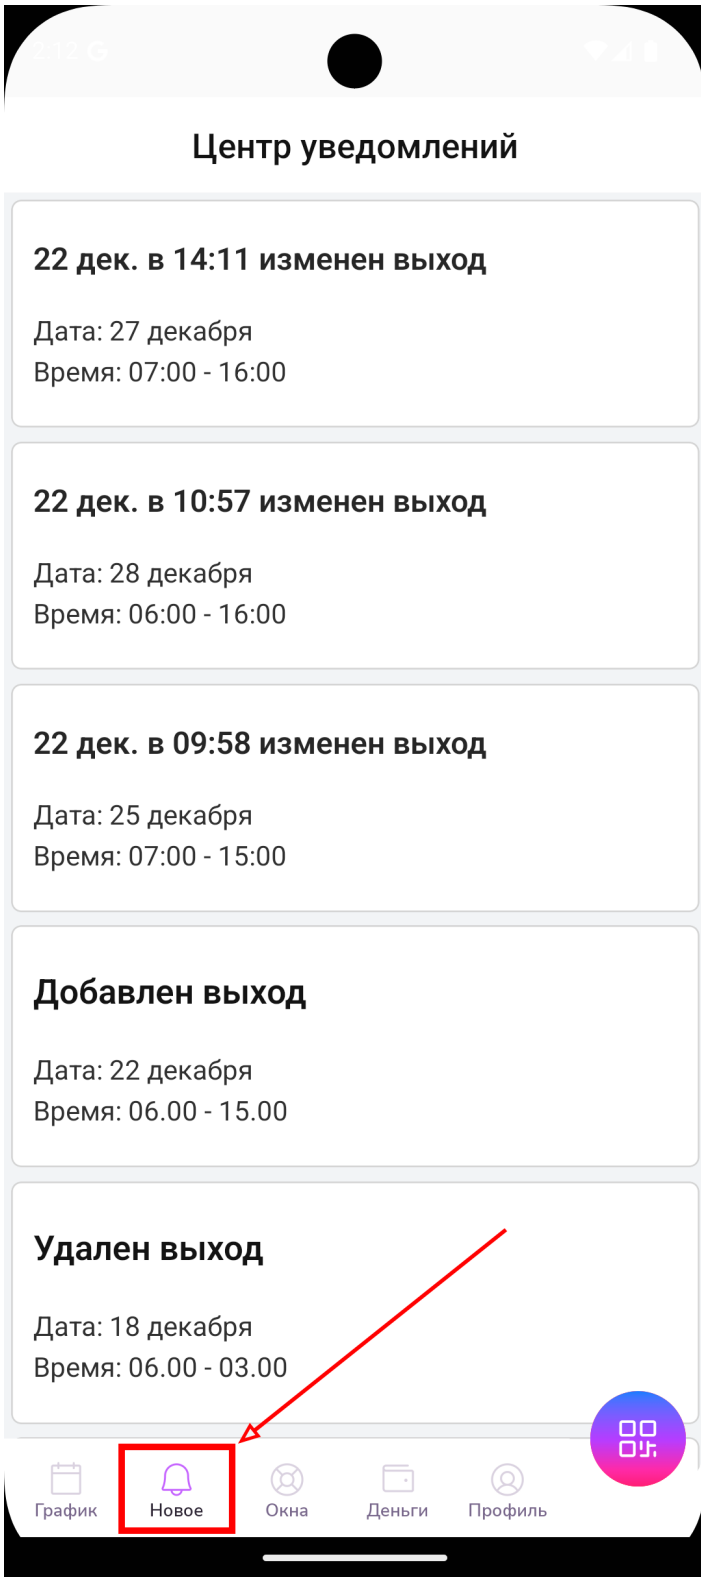 2:12 G
Центр уведомлений
22 дек. в 14:11 изменен выход
Дата: 27 декабря
Время: 07:00 - 16:00
22 дек. в 10:57 изменен выход
Дата: 28 декабря
Время: 06:00 - 16:00
22 дек. в 09:58 изменен выход
Дата: 25 декабря
Время: 07:00 - 15:00
Добавлен выход
Дата: 22 декабря
Время: 06.00 - 15.00
Удален выход
Дата: 18 декабря
Время: 06.00 - 03.00
График Новое Окна Деньги Профиль